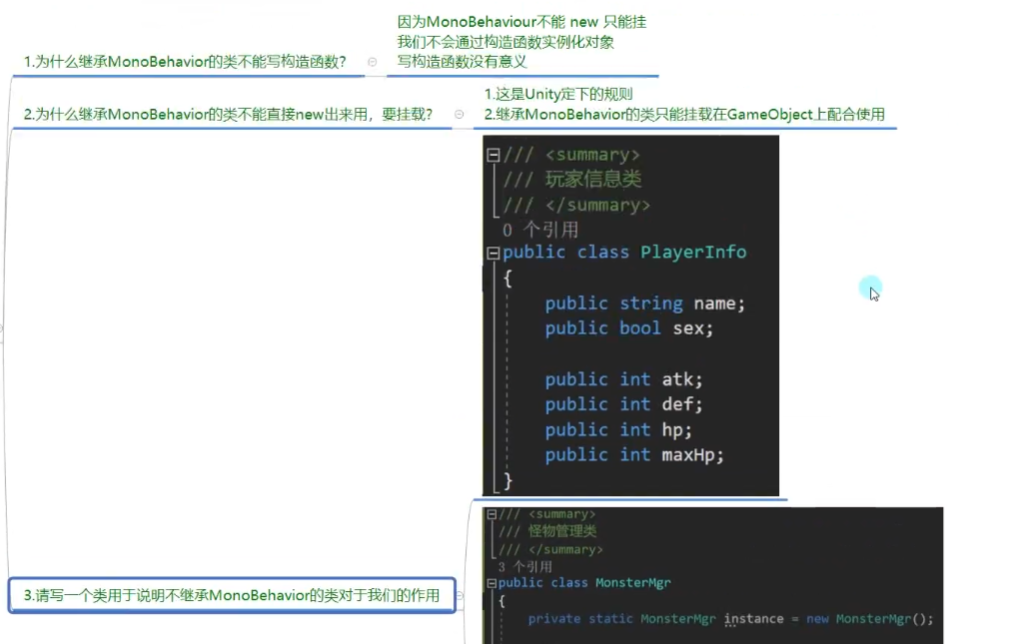 因为MonoBehaviour不能 new 只能挂
我们不会通过构造函数实例化对象
写构造函数没有意义
1.为什么继承MonoBehavior的类不能写构造函数?
1.这是Unity定下的规则
2.继承MonoBehavior的类只能挂载在GameObject上配合使用
2.为什么继承MonoBehavior的类不能直接new出来用，要挂载?
/// <summary>
/// 玩家信息类
/// </summary>
0 个引用
public class PlayerInfo
{
public string name;
public bool sex;
public int atk;
public int def;
public int hp;
public int maxHp;
}
3.请写一个类用于说明不继承MonoBehavior的类对于我们的作用
/// <summary>
/// 怪物管理类
/// </summary>
3 个引用
public class MonsterMgr
{
private static MonsterMgr instance = new MonsterMgr();